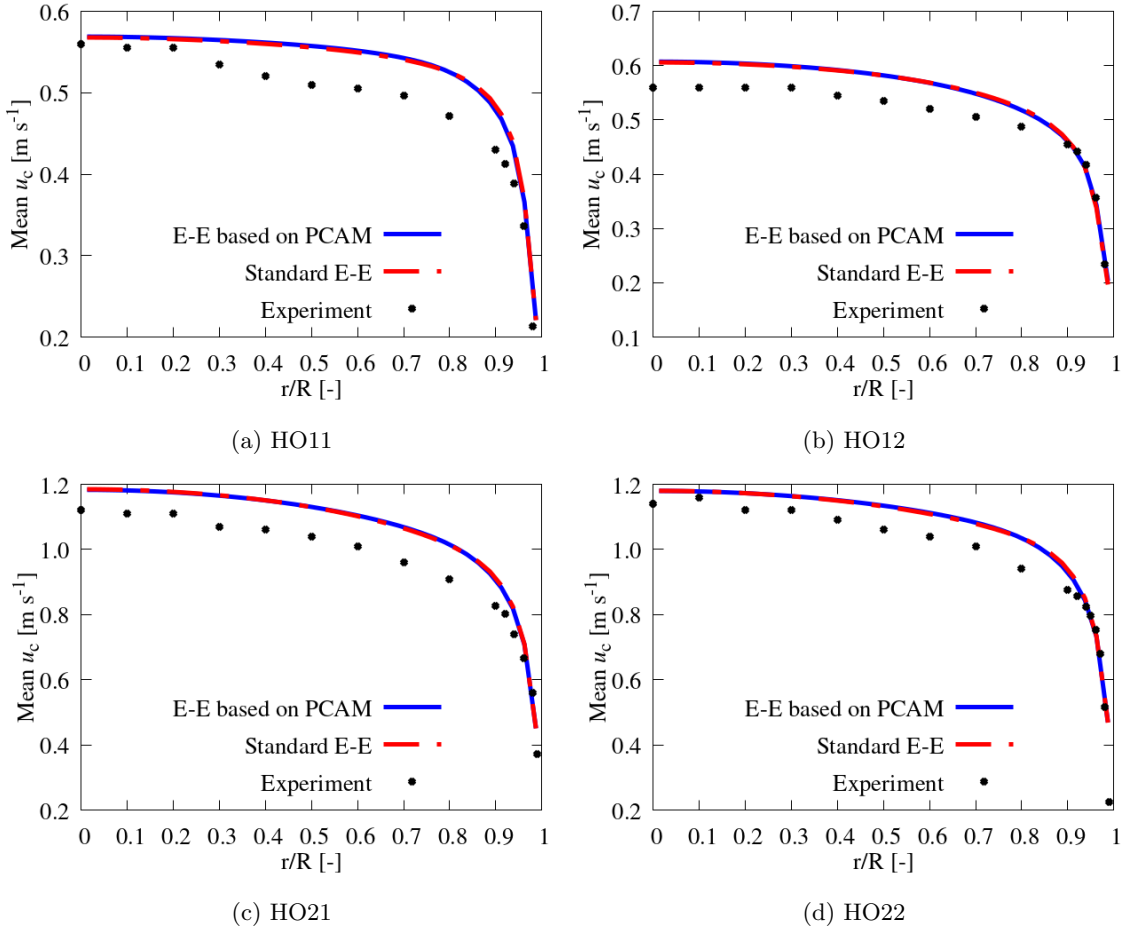 0.6
0.5
0.4
0.3
0.2
Mean u_c [m s⁻¹]
E-E based on PCAM
Standard E-E
Experiment
0 0.1 0.2 0.3 0.4 0.5 0.6 0.7 0.8 0.9 1
r/R [-]
(a) HO11
0.7
0.6
0.5
0.4
0.3
0.2
0.1
Mean u_c [m s⁻¹]
E-E based on PCAM
Standard E-E
Experiment
0 0.1 0.2 0.3 0.4 0.5 0.6 0.7 0.8 0.9 1
r/R [-]
(b) HO12
1.2
1.0
0.8
0.6
0.4
0.2
Mean u_c [m s⁻¹]
E-E based on PCAM
Standard E-E
Experiment
0 0.1 0.2 0.3 0.4 0.5 0.6 0.7 0.8 0.9 1
r/R [-]
(c) HO21
1.2
1.0
0.8
0.6
0.4
0.2
Mean u_c [m s⁻¹]
E-E based on PCAM
Standard E-E
Experiment
0 0.1 0.2 0.3 0.4 0.5 0.6 0.7 0.8 0.9 1
r/R [-]
(d) HO22